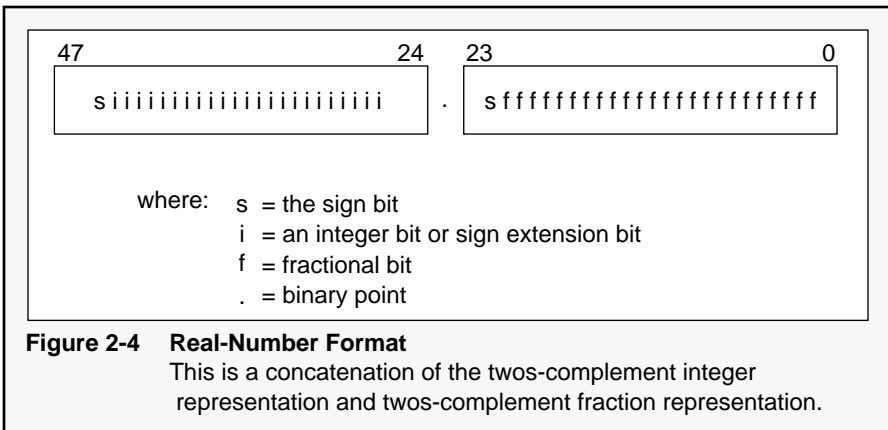 47 24 23 0
s i i i i i i i i i i i i i i i i i i i i i i i . s f f f f f f f f f f f f f f f f f f f f f f f
where: s = the sign bit
i = an integer bit or sign extension bit
f = fractional bit
. = binary point
Figure 2-4 Real-Number Format
This is a concatenation of the twos-complement integer
representation and twos-complement fraction representation.